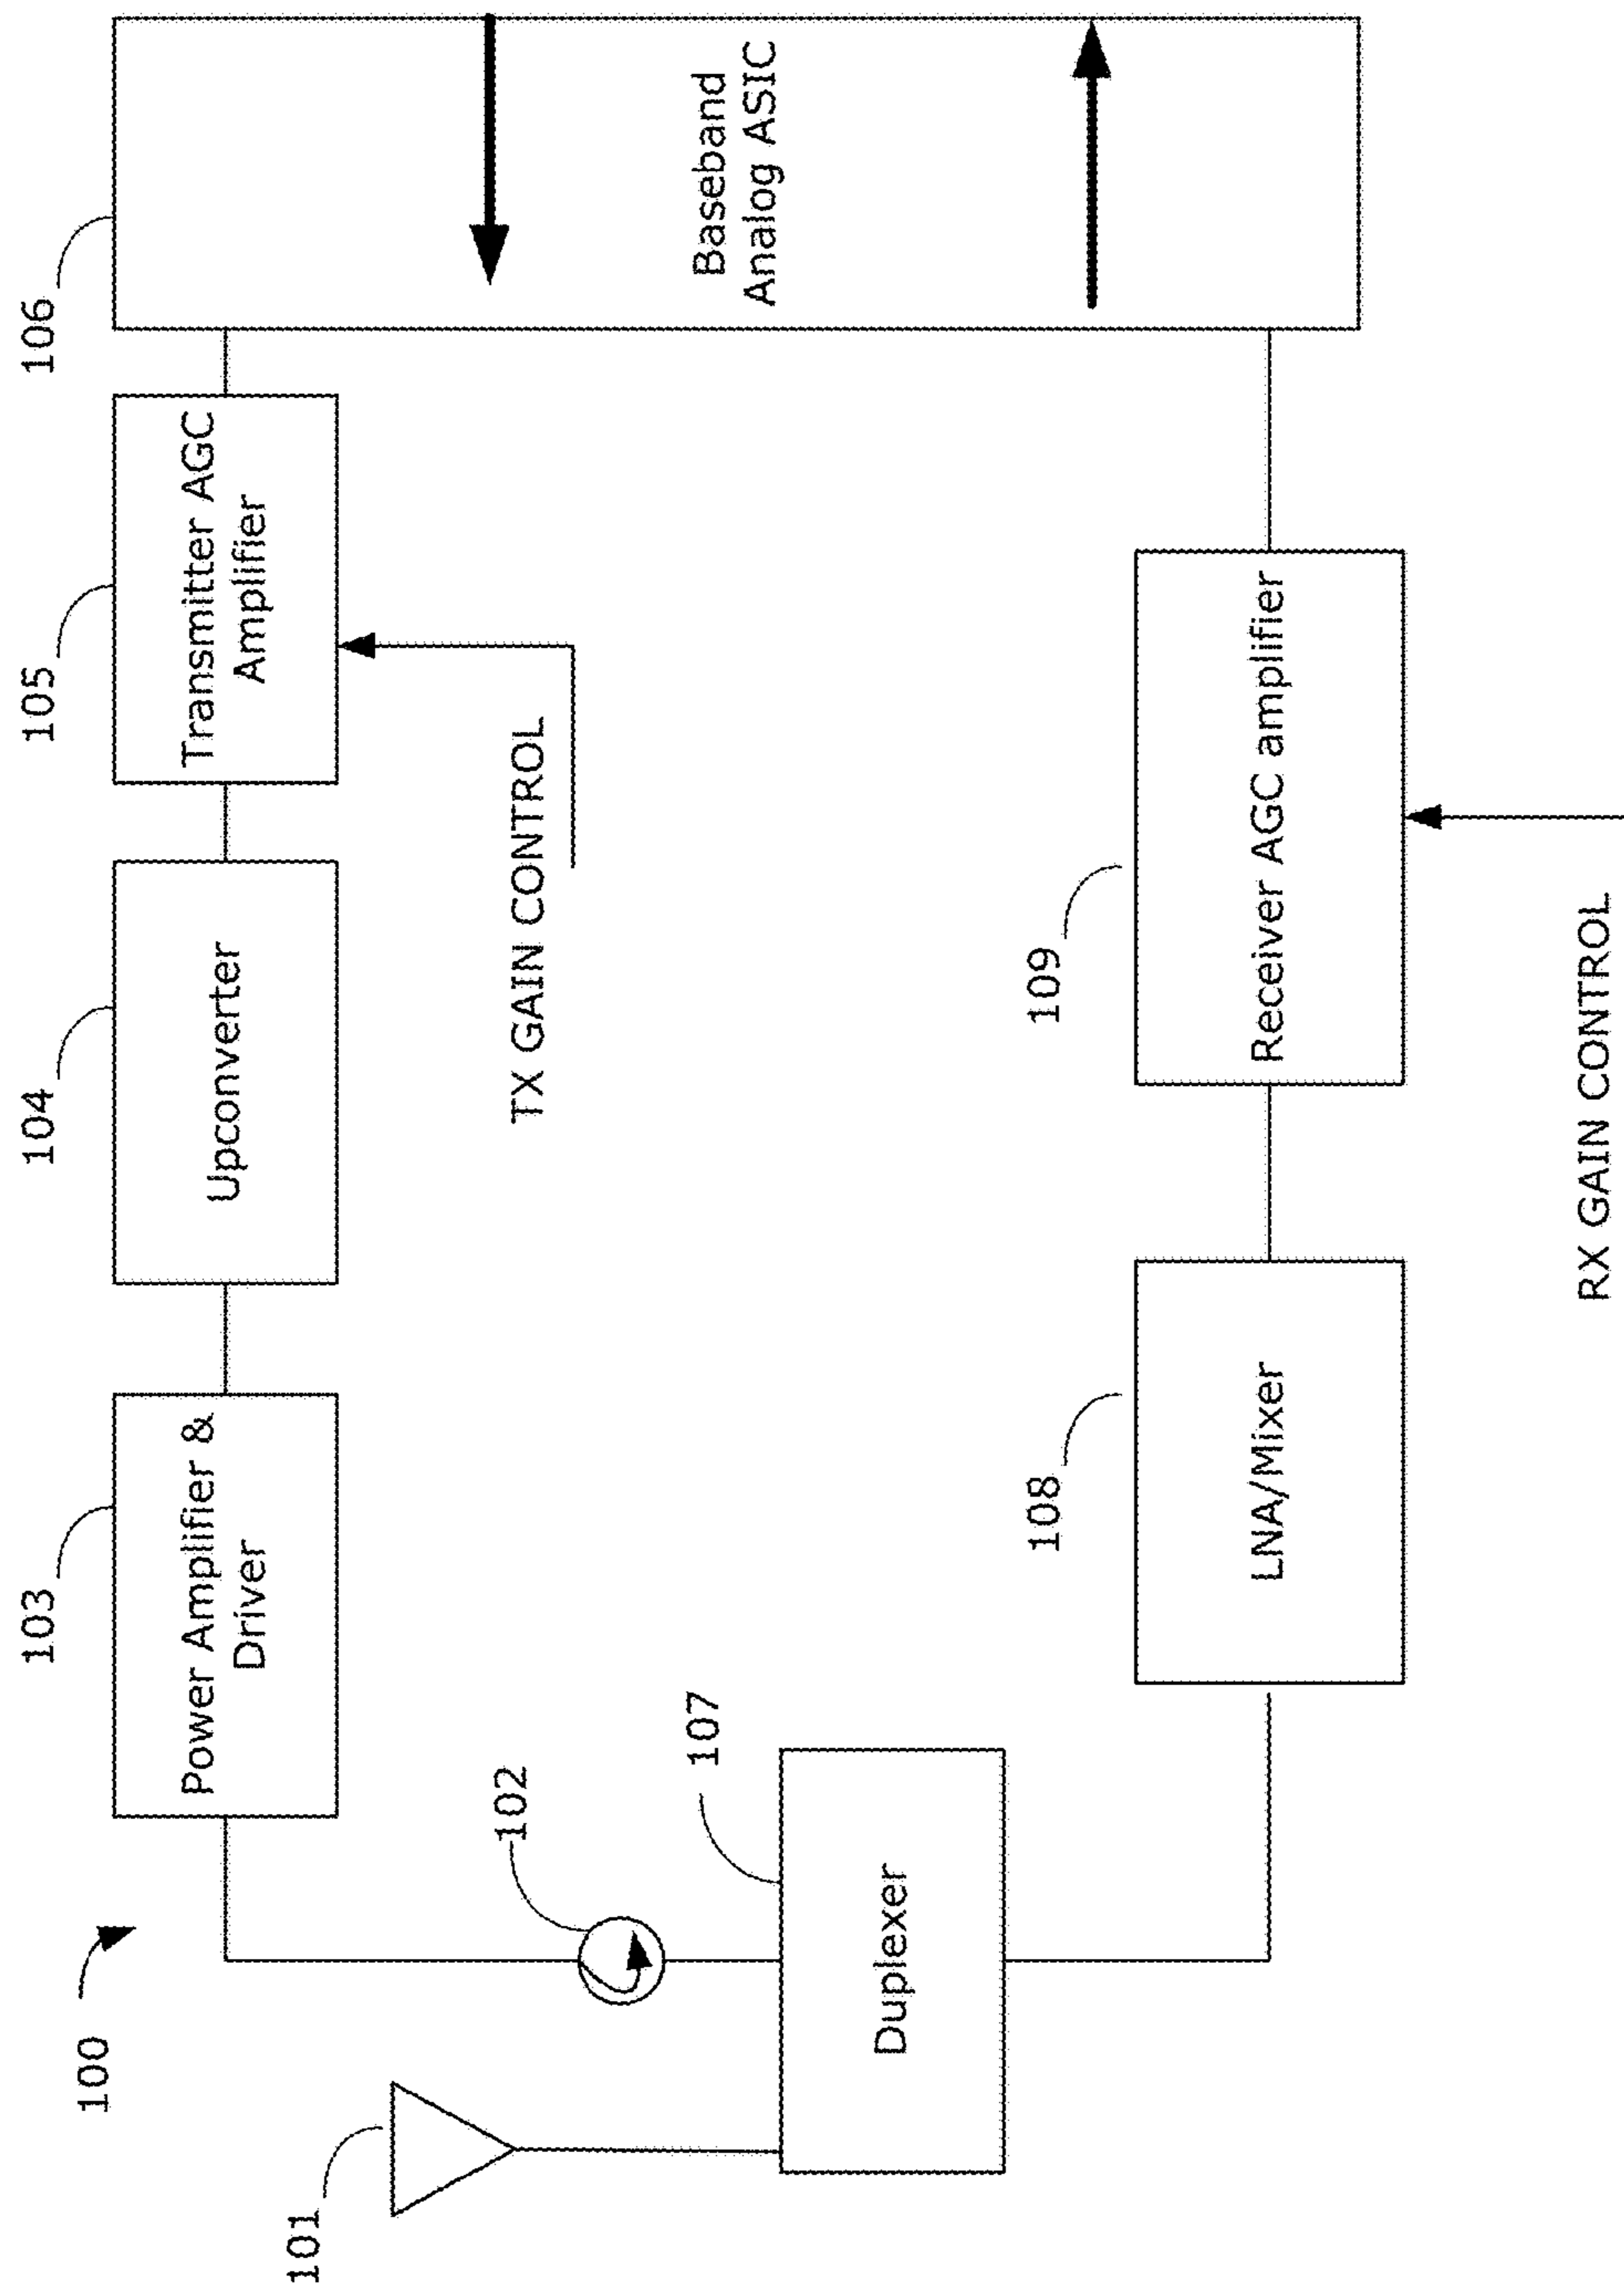 100
103
Power Amplifier &
Driver
104
Upconverter
105
Transmitter AGC
Amplifier
106
Baseband
Analog ASIC
101
102
TX GAIN CONTROL
107
Duplexer
108
LNA/Mixer
109
Receiver AGC amplifier
RX GAIN CONTROL